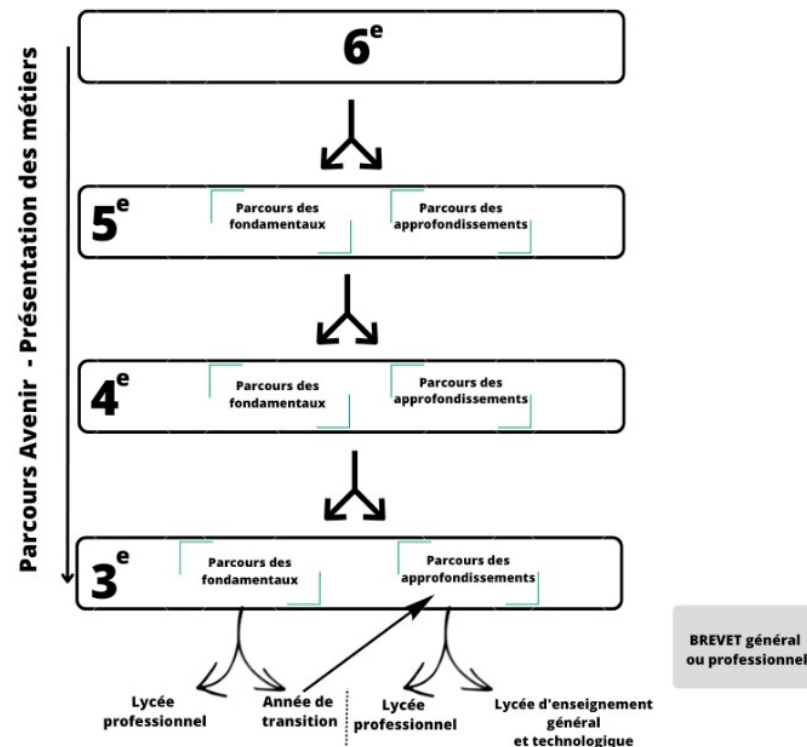 Parcours Avenir - Présentation des métiers
6e
5e
Parcours des
fondamentaux
Parcours des
approfondissements
4e
Parcours des
fondamentaux
Parcours des
approfondissements
3e
Parcours des
fondamentaux
Parcours des
approfondissements
BREVET général
ou professionnel
Lycée
professionnel
Année de
transition
Lycée
professionnel
Lycée d'enseignement
général
et technologique